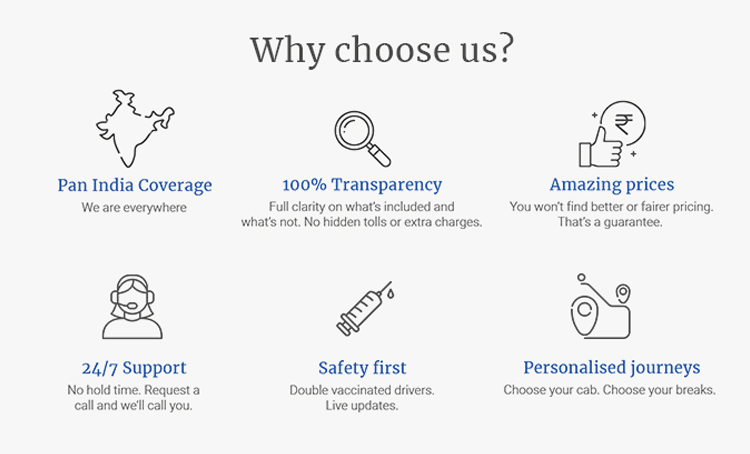 Why choose us?
Pan India Coverage
We are everywhere
100% Transparency
Full clarity on what's included and
what's not. No hidden tolls or extra charges.
₹
Amazing prices
You won't find better or fairer pricing.
That's a guarantee.
24/7 Support
No hold time. Request a
call and we'll call you.
Safety first
Double vaccinated drivers.
Live updates.
Personalised journeys
Choose your cab. Choose your breaks.